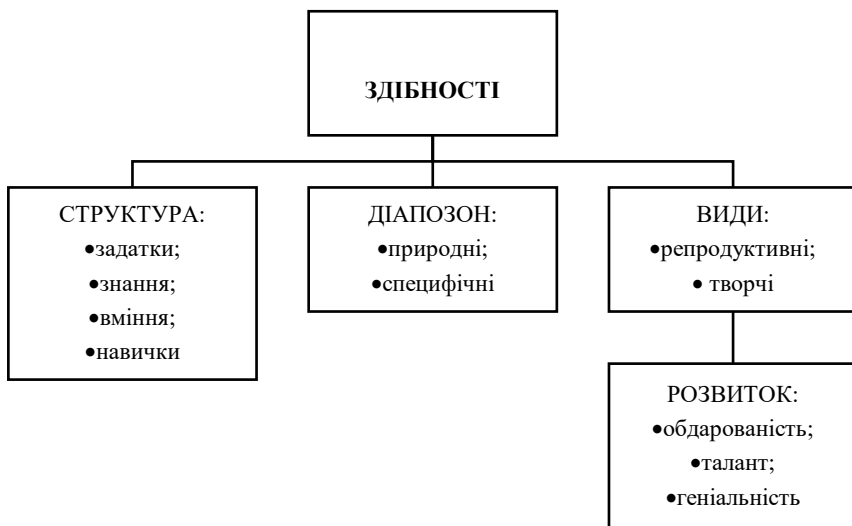 ЗДІБНОСТІ
СТРУКТУРА:
•задатки;
•знання;
•вміння;
•навички
ДІАПОЗОН:
•природні;
•специфічні
ВИДИ:
•репродуктивні;
• творчі
РОЗВИТОК:
•обдарованість;
•талант;
•геніальність